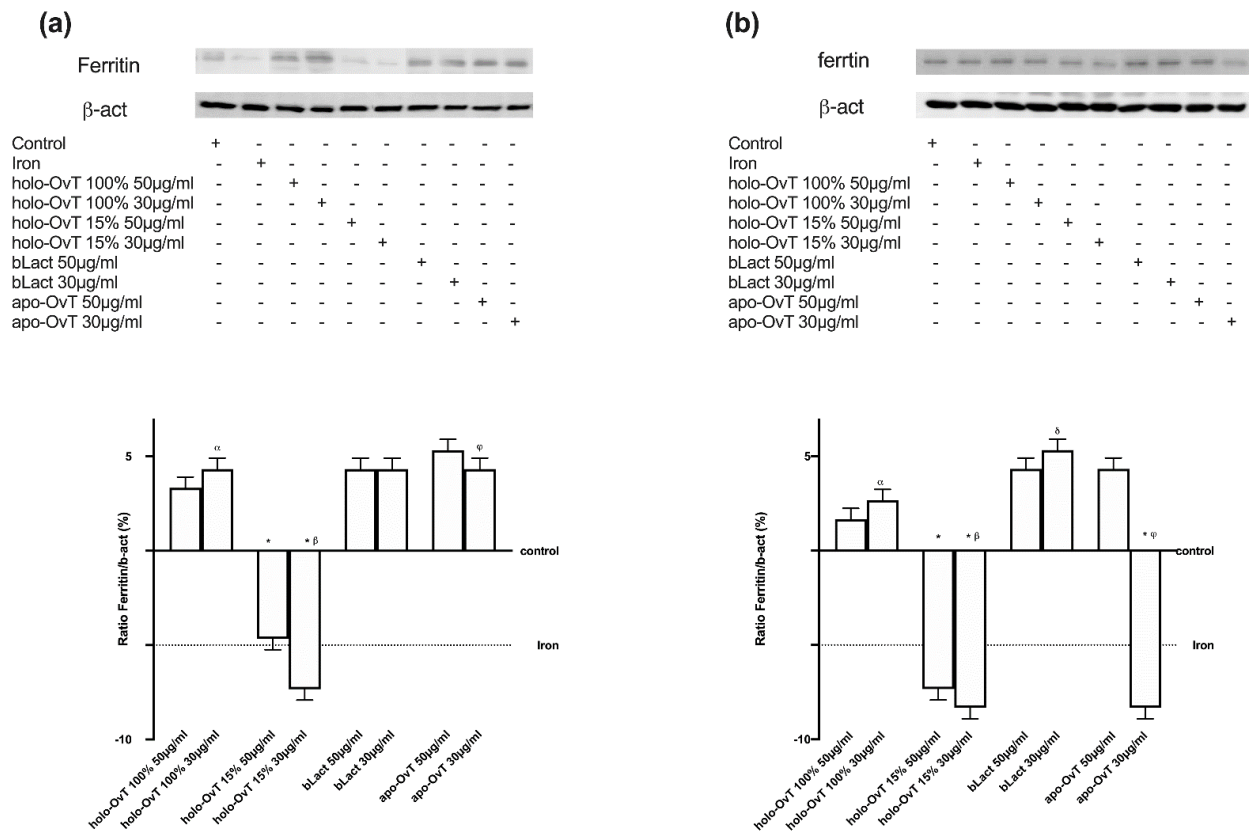 (a)
Ferritin
β-act
Control + - - - - - - - - -
Iron - + - - - - - - - -
holo-OvT 100% 50µg/ml - - + - - - - - - -
holo-OvT 100% 30µg/ml - - - + - - - - - -
holo-OvT 15% 50µg/ml - - - - + - - - - -
holo-OvT 15% 30µg/ml - - - - - + - - - -
bLact 50µg/ml - - - - - - + - - -
bLact 30µg/ml - - - - - - - + - -
apo-OvT 50µg/ml - - - - - - - - + -
apo-OvT 30µg/ml - - - - - - - - - +
Ratio Ferritin/b-act (%)
5
-10
α
*
* β
φ
control
Iron
holo-OvT 100% 50µg/ml
holo-OvT 100% 30µg/ml
holo-OvT 15% 50µg/ml
holo-OvT 15% 30µg/ml
bLact 50µg/ml
bLact 30µg/ml
apo-OvT 50µg/ml
apo-OvT 30µg/ml
(b)
ferrtin
β-act
Control + - - - - - - - - -
Iron - + - - - - - - - -
holo-OvT 100% 50µg/ml - - + - - - - - - -
holo-OvT 100% 30µg/ml - - - + - - - - - -
holo-OvT 15% 50µg/ml - - - - + - - - - -
holo-OvT 15% 30µg/ml - - - - - + - - - -
bLact 50µg/ml - - - - - - + - - -
bLact 30µg/ml - - - - - - - + - -
apo-OvT 50µg/ml - - - - - - - - + -
apo-OvT 30µg/ml - - - - - - - - - +
Ratio Ferritin/b-act (%)
5
-10
α
*
* β
δ
* φ
control
Iron
holo-OvT 100% 50µg/ml
holo-OvT 100% 30µg/ml
holo-OvT 15% 50µg/ml
holo-OvT 15% 30µg/ml
bLact 50µg/ml
bLact 30µg/ml
apo-OvT 50µg/ml
apo-OvT 30µg/ml